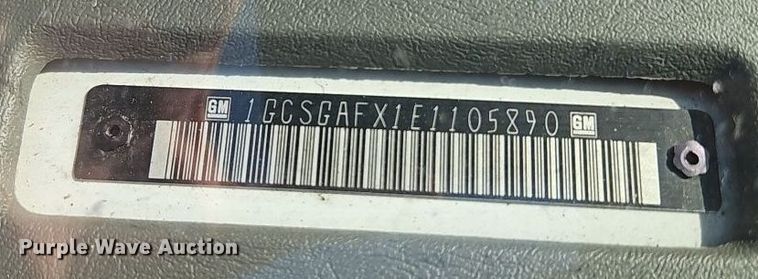 GM 1GCSGAFX1E1105890 GM
Purple Wave Auction